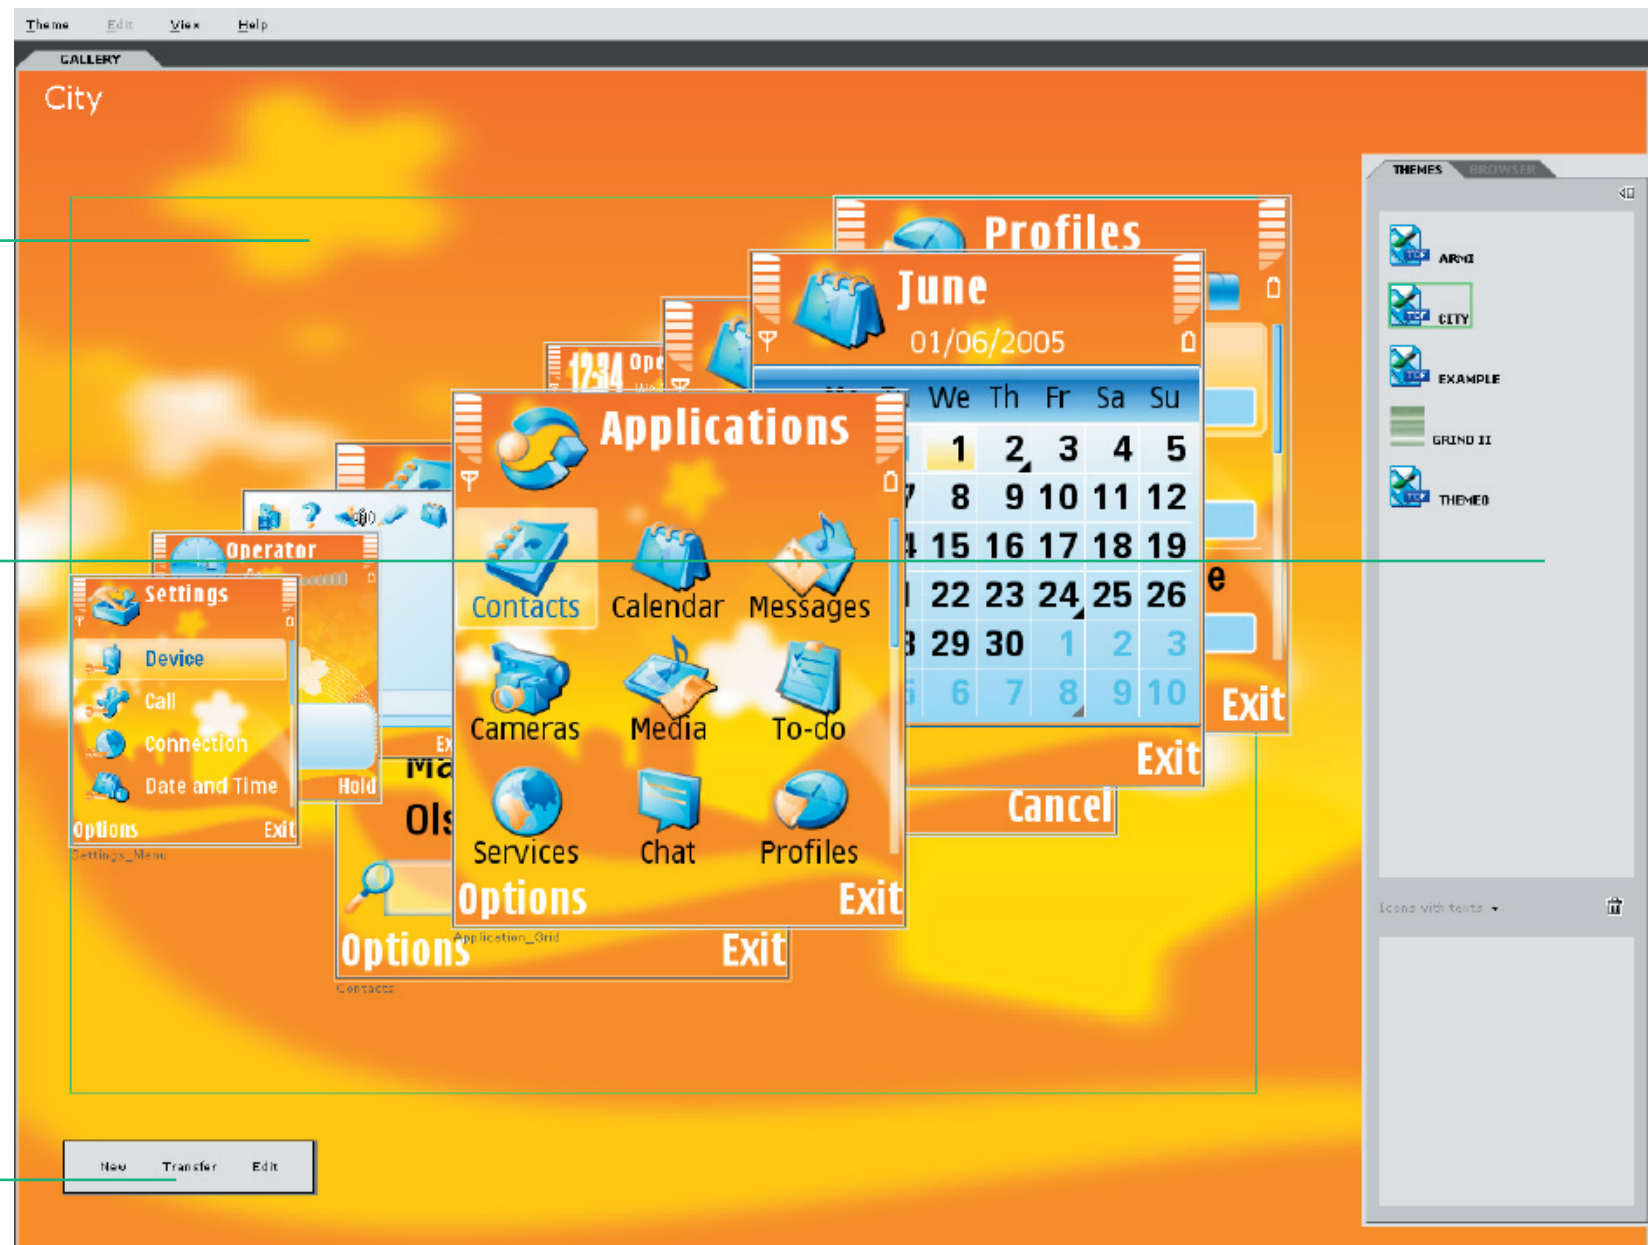 Theme Edit View Help
GALLERY
City
THEMES BROWSER
ARMI
CITY
EXAMPLE
GRIND II
THEME0
Icons with texts
Profiles
Exit
June
01/06/2005
We Th Fr Sa Su
1 2 3 4 5
8 9 10 11 12
15 16 17 18 19
22 23 24 25 26
29 30 1 2 3
6 7 8 9 10
Exit
Cancel
12:34
Applications
Contacts Calendar Messages
Cameras Media To-do
Services Chat Profiles
Options Exit
Application_Grid
Options Exit
Contacts
Operator
Hold
Settings
Device
Call
Connection
Date and Time
Options Exit
Settings_Menu
New Transfer Edit